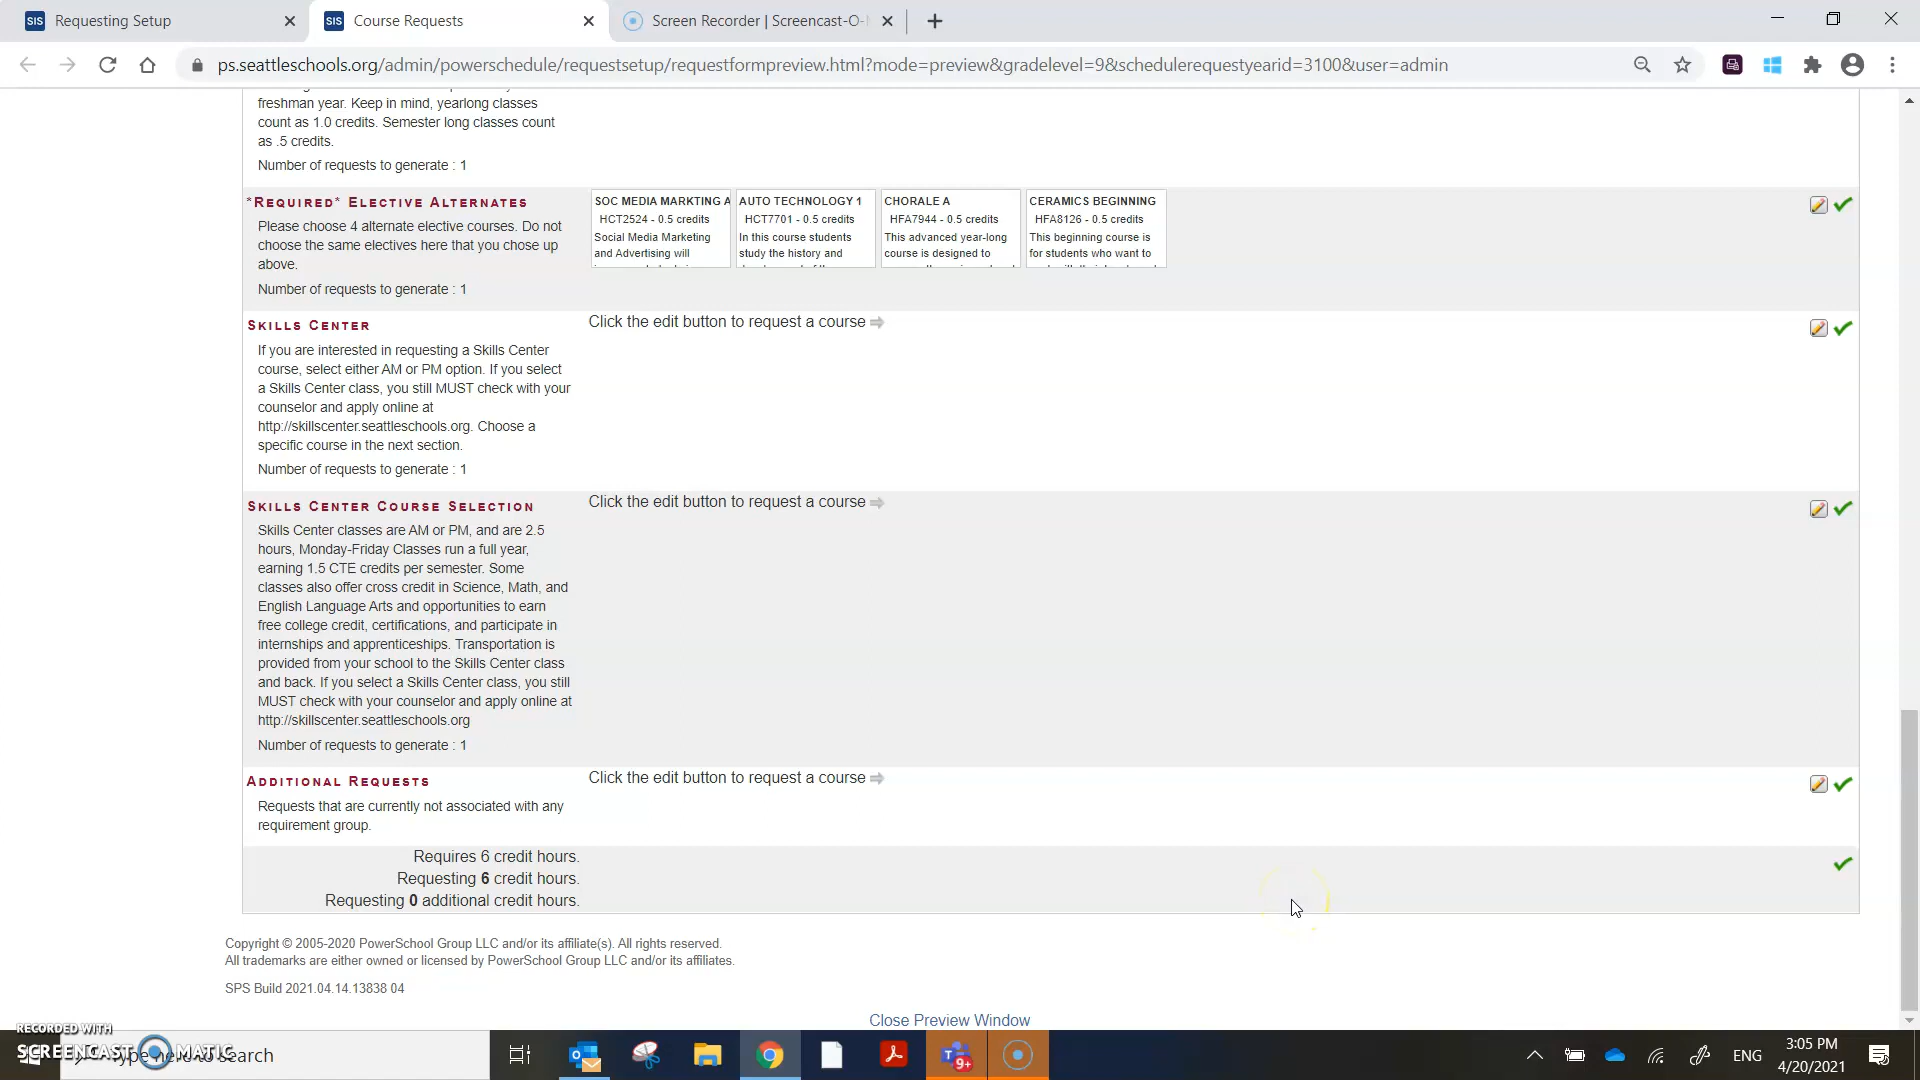 SIS Requesting Setup
SIS Course Requests
Screen Recorder | Screencast-O-
ps.seattleschools.org/admin/powerschedule/requestsetup/requestformpreview.html?mode=preview&gradelevel=9&schedulerequestyearid=3100&user=admin
freshman year. Keep in mind, yearlong classes
count as 1.0 credits. Semester long classes count
as .5 credits.
Number of requests to generate : 1
*Required* Elective Alternates
Please choose 4 alternate elective courses. Do not
choose the same electives here that you chose up
above.
Number of requests to generate : 1
SOC MEDIA MARKTING A
HCT2524 - 0.5 credits
Social Media Marketing
and Advertising will
AUTO TECHNOLOGY 1
HCT7701 - 0.5 credits
In this course students
study the history and
CHORALE A
HFA7944 - 0.5 credits
This advanced year-long
course is designed to
CERAMICS BEGINNING
HFA8126 - 0.5 credits
This beginning course is
for students who want to
Skills Center
If you are interested in requesting a Skills Center
course, select either AM or PM option. If you select
a Skills Center class, you still MUST check with your
counselor and apply online at
http://skillscenter.seattleschools.org. Choose a
specific course in the next section.
Number of requests to generate : 1
Click the edit button to request a course
Skills Center Course Selection
Skills Center classes are AM or PM, and are 2.5
hours, Monday-Friday Classes run a full year,
earning 1.5 CTE credits per semester. Some
classes also offer cross credit in Science, Math, and
English Language Arts and opportunities to earn
free college credit, certifications, and participate in
internships and apprenticeships. Transportation is
provided from your school to the Skills Center class
and back. If you select a Skills Center class, you still
MUST check with your counselor and apply online at
http://skillscenter.seattleschools.org
Number of requests to generate : 1
Click the edit button to request a course
Additional Requests
Requests that are currently not associated with any
requirement group.
Click the edit button to request a course
Requires 6 credit hours.
Requesting 6 credit hours.
Requesting 0 additional credit hours.
Copyright © 2005-2020 PowerSchool Group LLC and/or its affiliate(s). All rights reserved.
All trademarks are either owned or licensed by PowerSchool Group LLC and/or its affiliates.
SPS Build 2021.04.14.13838 04
Close Preview Window
RECORDED WITH
SCREENCAST MATIC
Type here to search
9+
ENG
3:05 PM
4/20/2021